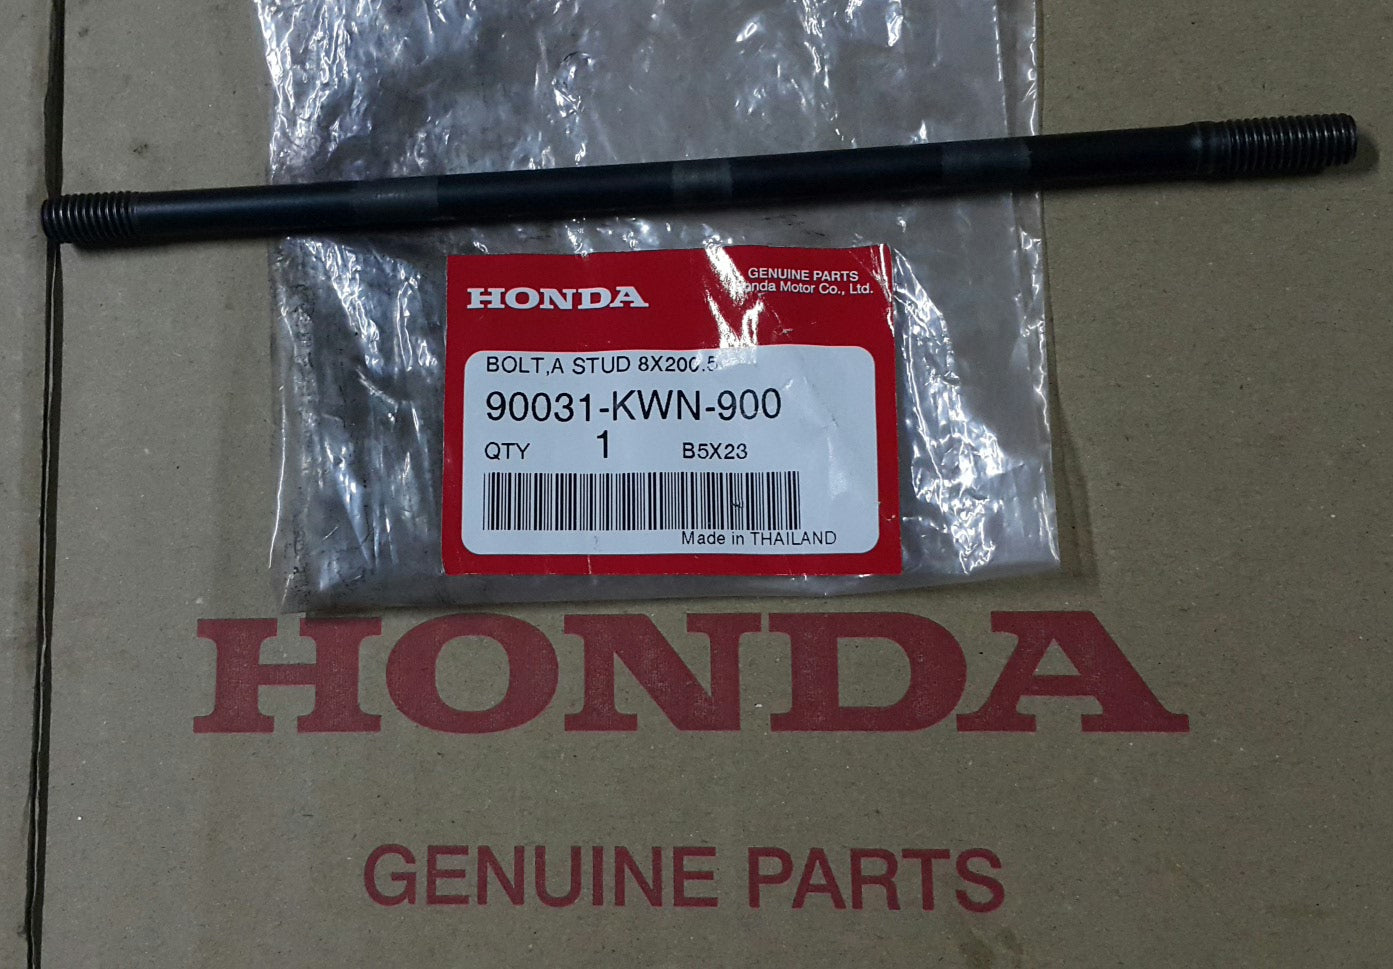 HONDA
GENUINE PARTS
Honda Motor Co., Ltd.
BOLT,A STUD 8X200.5
90031-KWN-900
QTY 1 B5X23
Made in THAILAND
HONDA
GENUINE PARTS